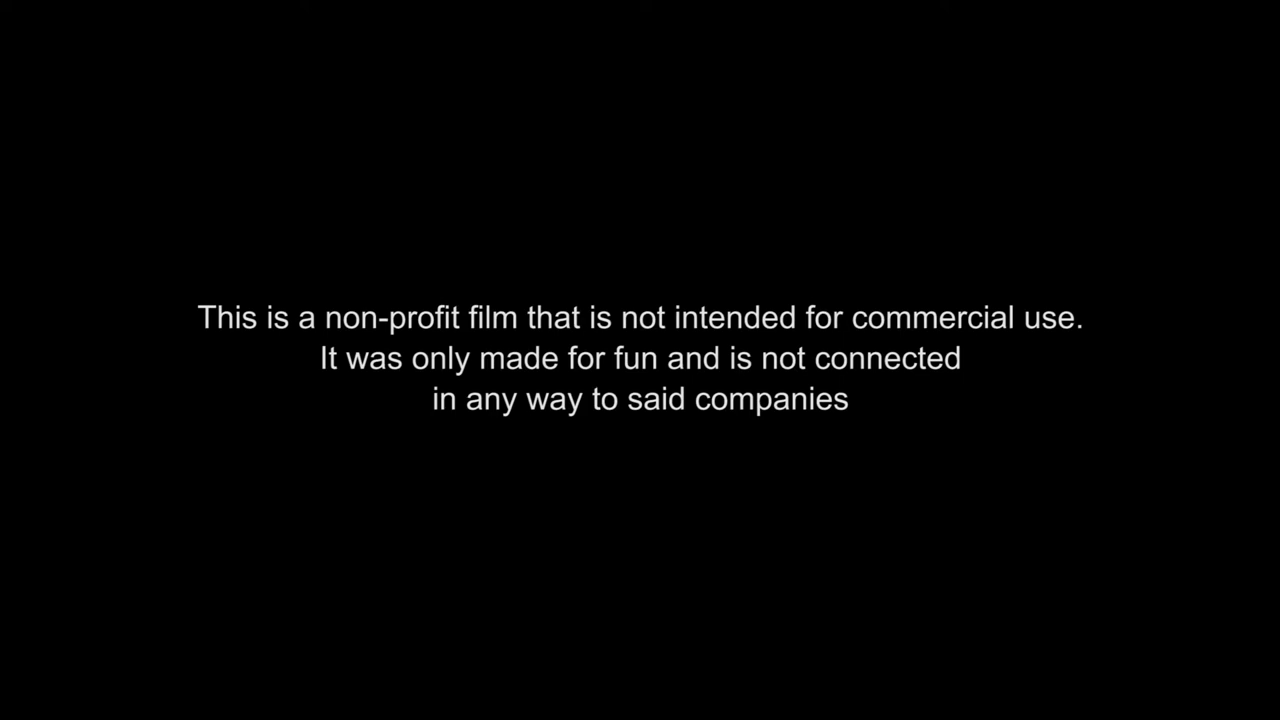 This is a non-profit film that is not intended for commercial use.
It was only made for fun and is not connected
in any way to said companies